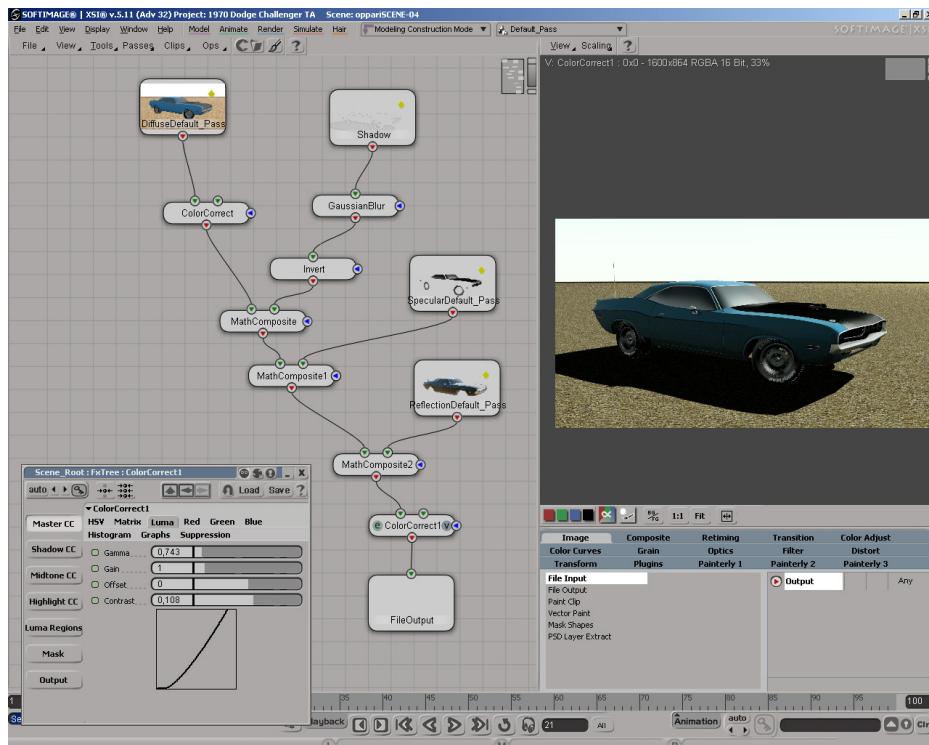 SOFTIMAGE® | XSI® v.5.11 (Adv 32) Project: 1970 Dodge Challenger TA    Scene: oppariSCENE-04
File Edit View Display Window Help Model Animate Render Simulate Hair Modeling Construction Mode Default_Pass SOFTIMAGE|XSI
File View Tools Passes Clips Ops ? View Scaling ?
V: ColorCorrect1 : 0x0 - 1600x864 RGBA 16 Bit, 33%
DiffuseDefault_Pass
Shadow
ColorCorrect
GaussianBlur
Invert
SpecularDefault_Pass
MathComposite
MathComposite1
ReflectionDefault_Pass
MathComposite2
e ColorCorrect1 v
FileOutput
Scene_Root : FxTree : ColorCorrect1
auto Load Save ?
ColorCorrect1
Master CC
HSV Matrix Luma Red Green Blue
Histogram Graphs Suppression
Shadow CC
Midtone CC
Highlight CC
Luma Regions
Mask
Output
Gamma 0,743
Gain 1
Offset 0
Contrast 0,108
1:1 Fit
Image Composite Retiming Transition Color Adjust
Color Curves Grain Optics Filter Distort
Transform Plugins Painterly 1 Painterly 2 Painterly 3
File Input
File Output
Paint Clip
Vector Paint
Mask Shapes
PSD Layer Extract
Output Any
1 35 40 45 50 55 60 65 70 75 80 85 90 95 100
Playback 21 All Animation auto